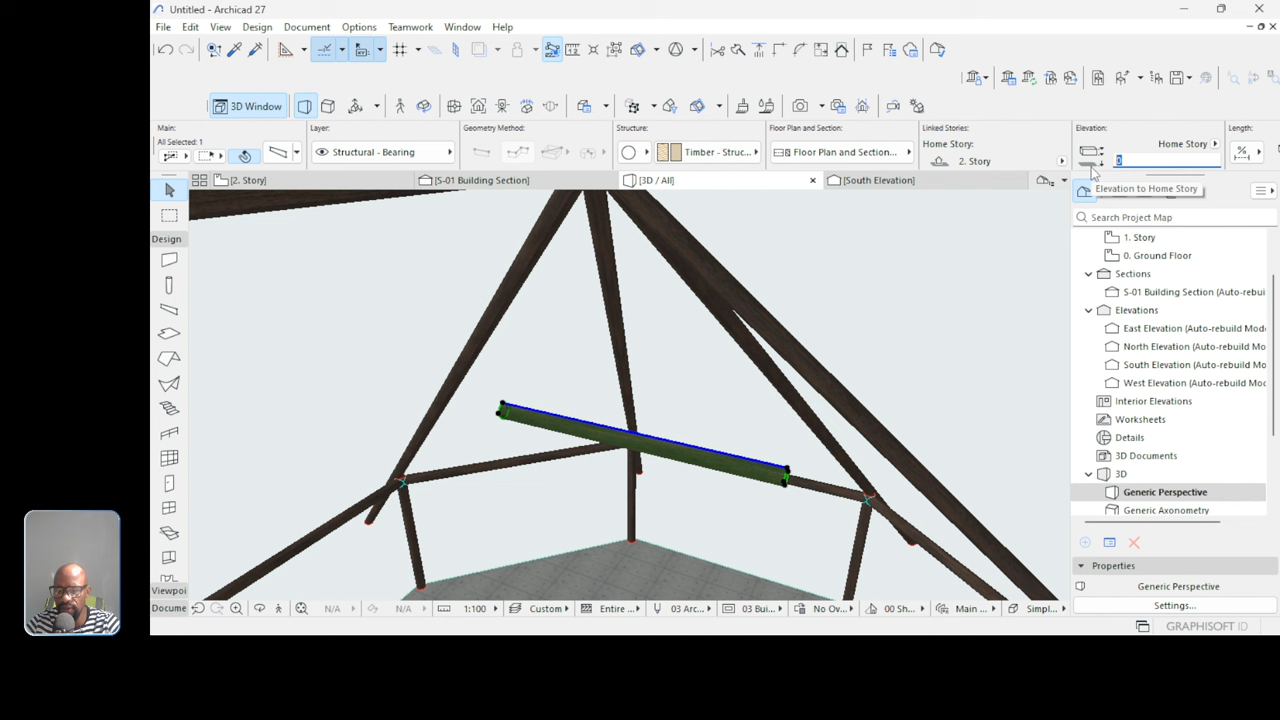 Untitled - Archicad 27
File Edit View Design Document Options Teamwork Window Help
3D Window
Main:
All Selected: 1
Layer:
Structural - Bearing
Geometry Method:
Structure:
Timber - Struc...
Floor Plan and Section:
Floor Plan and Section...
Linked Stories:
Home Story:
2. Story
Elevation:
Home Story
0
Length:
[2. Story]
[S-01 Building Section]
[3D / All]
[South Elevation]
Elevation to Home Story
Search Project Map
1. Story
0. Ground Floor
Sections
S-01 Building Section (Auto-rebui
Elevations
East Elevation (Auto-rebuild Mode
North Elevation (Auto-rebuild Mod
South Elevation (Auto-rebuild Mod
West Elevation (Auto-rebuild Moc
Interior Elevations
Worksheets
Details
3D Documents
3D
Generic Perspective
Generic Axonometry
Properties
Generic Perspective
Settings...
Design
Viewpoi
Docume
N/A
N/A
1:100
Custom
Entire ...
03 Arc...
03 Bui...
No Ov...
00 Sh...
Main ...
Simpl...
GRAPHISOFT ID